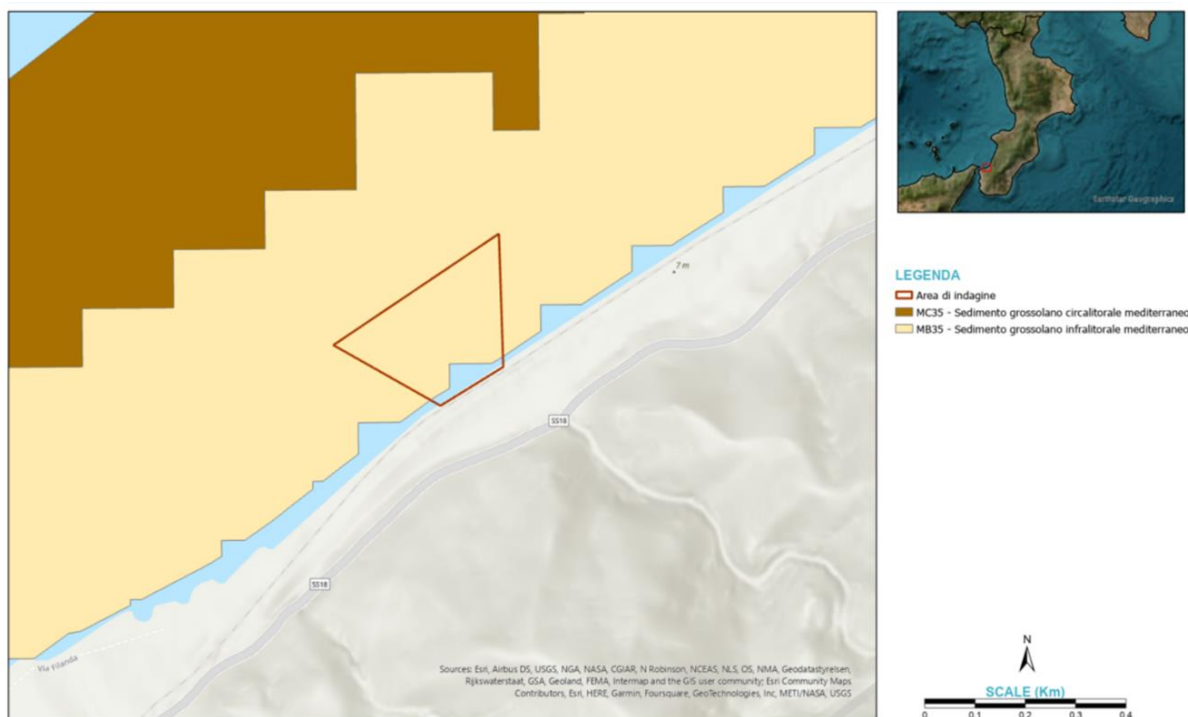 Earthstar Geographics
7 m
LEGENDA
Area di indagine
MC35 - Sedimento grossolano circalitorale mediterraneo
MB35 - Sedimento grossolano infralitorale mediterraneo
SS18
SS18
Via Filanda
Sources: Esri, Airbus DS, USGS, NGA, NASA, CGIAR, N Robinson, NCEAS, NLS, OS, NMA, Geodatastyrelsen,
Rijkswaterstaat, GSA, Geoland, FEMA, Intermap and the GIS user community; Esri Community Maps
Contributors, Esri, HERE, Garmin, Foursquare, GeoTechnologies, Inc, METI/NASA, USGS
N
SCALE (Km)
0 0.1 0.2 0.3 0.4